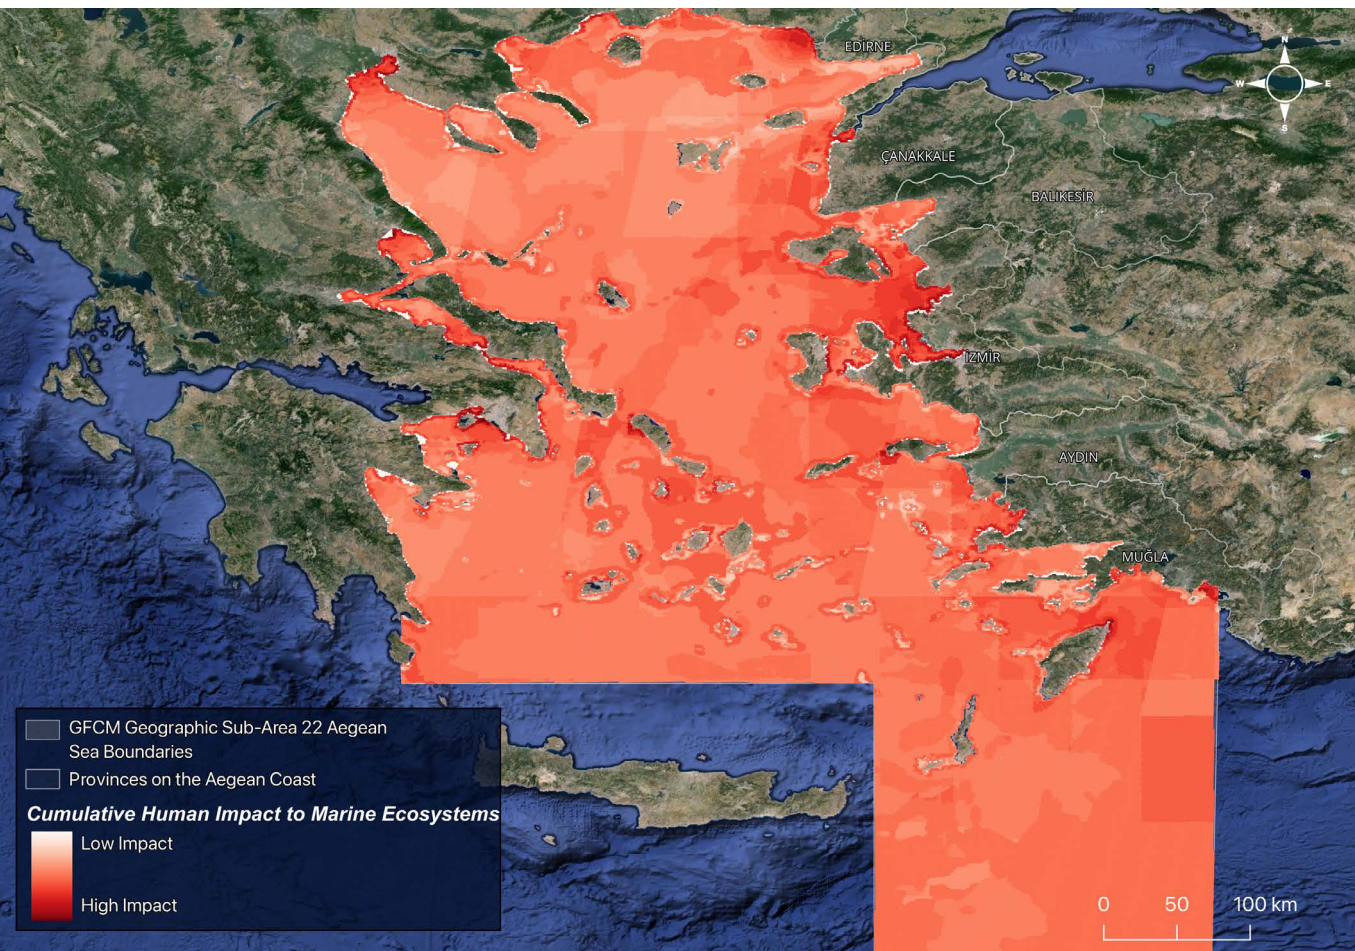 EDİRNE
N
W
E
S
ÇANAKKALE
BALIKESİR
İZMİR
AYDIN
MUĞLA
GFCM Geographic Sub-Area 22 Aegean
Sea Boundaries
Provinces on the Aegean Coast
Cumulative Human Impact to Marine Ecosystems
Low Impact
High Impact
0 50 100 km